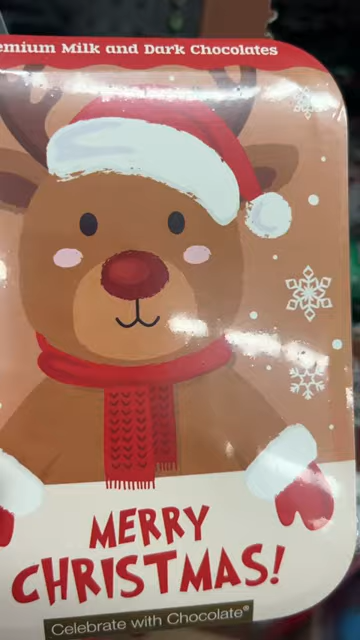 emium Milk and Dark Chocolates
MERRY
CHRISTMAS!
Celebrate with Chocolate®